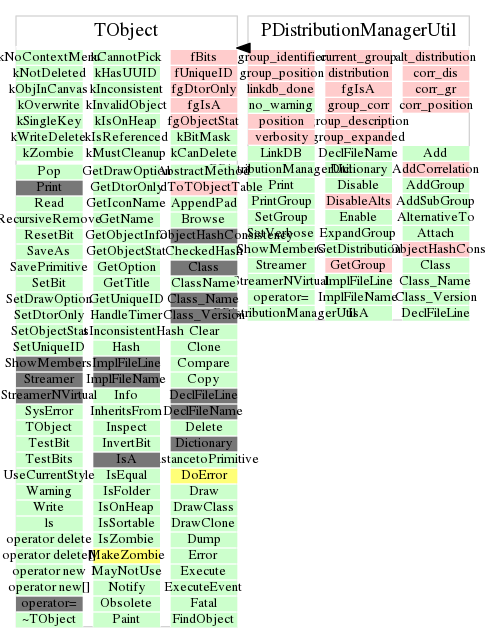 TObject PDistributionManagerUtil
kCannotPick fBits
kNotDeleted kHasUUID fUniqueID group_position distribution corr_dis
kObjInCanvas kInconsistent fgDtorOnly linkdb_done fgIsA corr_gr
kOverwrite kInvalidObject fgIsA no_warning group_corr corr_position
kSingleKey kIsOnHeap fgObjectStat position group_description
kWriteDelete kIsReferenced kBitMask verbosity group_expanded
kZombie kMustCleanup kCanDelete LinkDB DeclFileName Add
Pop GetDrawOption AbstractMethod AddCorrelation
Print GetDtorOnly Print Disable AddGroup
Read GetIconName AppendPad PrintGroup DisableAlts AddSubGroup
RecursiveRemove GetName Browse SetGroup Enable AlternativeTo
ResetBit GetObjectInfo SetVerbose ExpandGroup Attach
SaveAs GetObjectStat CheckedHash ShowMembers GetDistribution
SavePrimitive GetOption Class Streamer GetGroup Class
SetBit GetTitle ClassName StreamerNVirtual ImplFileLine Class_Name
SetDrawOption GetUniqueID Class_Name operator= ImplFileName Class_Version
SetDtorOnly HandleTimer Class_Version IsA DeclFileLine
SetObjectStat Clear
SetUniqueID Hash Clone
ShowMembers ImplFileLine Compare
Streamer ImplFileName Copy
StreamerNVirtual Info DeclFileLine
SysError InheritsFrom DeclFileName
TObject Inspect Delete
TestBit InvertBit Dictionary
TestBits IsA
UseCurrentStyle IsEqual DoError
Warning IsFolder Draw
Write IsOnHeap DrawClass
ls IsSortable DrawClone
operator delete IsZombie Dump
operator delete[] MakeZombie Error
operator new MayNotUse Execute
operator new[] Notify ExecuteEvent
operator= Obsolete Fatal
~TObject Paint FindObject